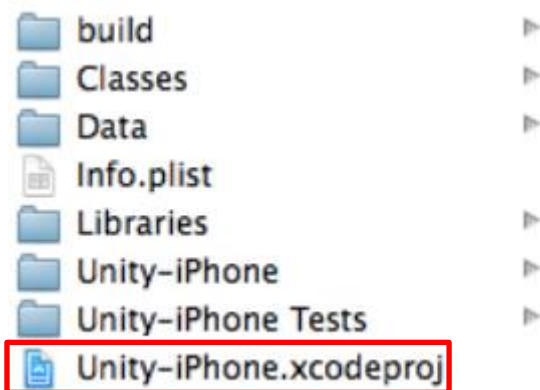 build
Classes
Data
Info.plist
Libraries
Unity-iPhone
Unity-iPhone Tests
Unity-iPhone.xcodeproj